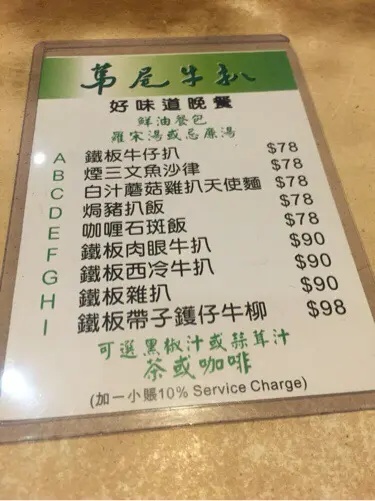 牛扒
好味道晚餐
鮮油餐包
羅宋湯或忌廉湯
A 鐵板牛仔扒 $78
B 煙三文魚沙律 $78
C 白汁蘑菇雞扒天使麵 $78
D 焗豬扒飯 $78
E 咖喱石斑飯 $78
F 鐵板肉眼牛扒 $90
G 鐵板西冷牛扒 $90
H 鐵板雜扒 $90
I 鐵板帶子鑊仔牛柳 $98
可選黑椒汁或蒜茸汁
茶或咖啡
(加一小賬10% Service Charge)